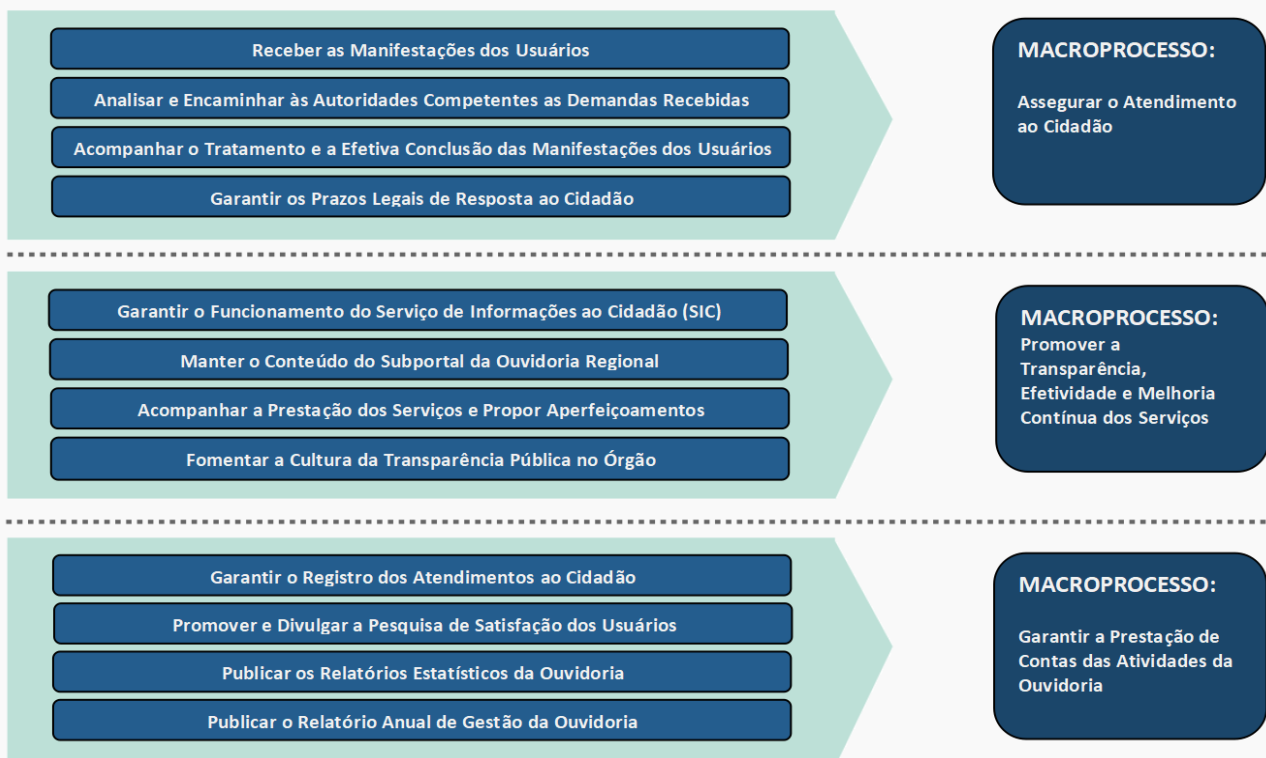 Receber as Manifestações dos Usuários
Analisar e Encaminhar às Autoridades Competentes as Demandas Recebidas
Acompanhar o Tratamento e a Efetiva Conclusão das Manifestações dos Usuários
Garantir os Prazos Legais de Resposta ao Cidadão
MACROPROCESSO:
Assegurar o Atendimento
ao Cidadão
Garantir o Funcionamento do Serviço de Informações ao Cidadão (SIC)
Manter o Conteúdo do Subportal da Ouvidoria Regional
Acompanhar a Prestação dos Serviços e Propor Aperfeiçoamentos
Fomentar a Cultura da Transparência Pública no Órgão
MACROPROCESSO:
Promover a
Transparência,
Efetividade e Melhoria
Contínua dos Serviços
Garantir o Registro dos Atendimentos ao Cidadão
Promover e Divulgar a Pesquisa de Satisfação dos Usuários
Publicar os Relatórios Estatísticos da Ouvidoria
Publicar o Relatório Anual de Gestão da Ouvidoria
MACROPROCESSO:
Garantir a Prestação de
Contas das Atividades da
Ouvidoria